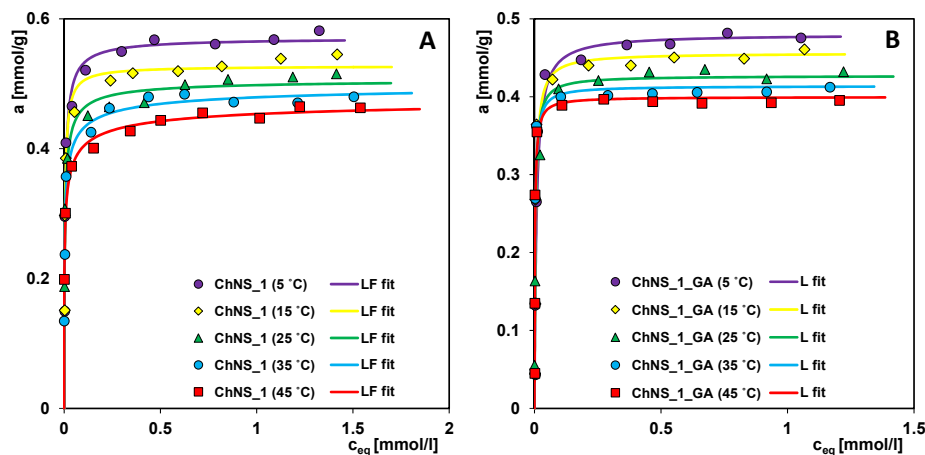 A
a [mmol/g]
0.6
0.4
0.2
0
ChNS_1 (5 ˚C) LF fit
ChNS_1 (15 ˚C) LF fit
ChNS_1 (25 ˚C) LF fit
ChNS_1 (35 ˚C) LF fit
ChNS_1 (45 ˚C) LF fit
0 0.5 1 1.5 2
ceq [mmol/l]
B
a [mmol/g]
0.5
0.4
0.3
0.2
0.1
0
ChNS_1_GA (5 ˚C) L fit
ChNS_1_GA (15 ˚C) L fit
ChNS_1_GA (25 ˚C) L fit
ChNS_1_GA (35 ˚C) L fit
ChNS_1_GA (45 ˚C) L fit
0 0.5 1 1.5
ceq [mmol/l]